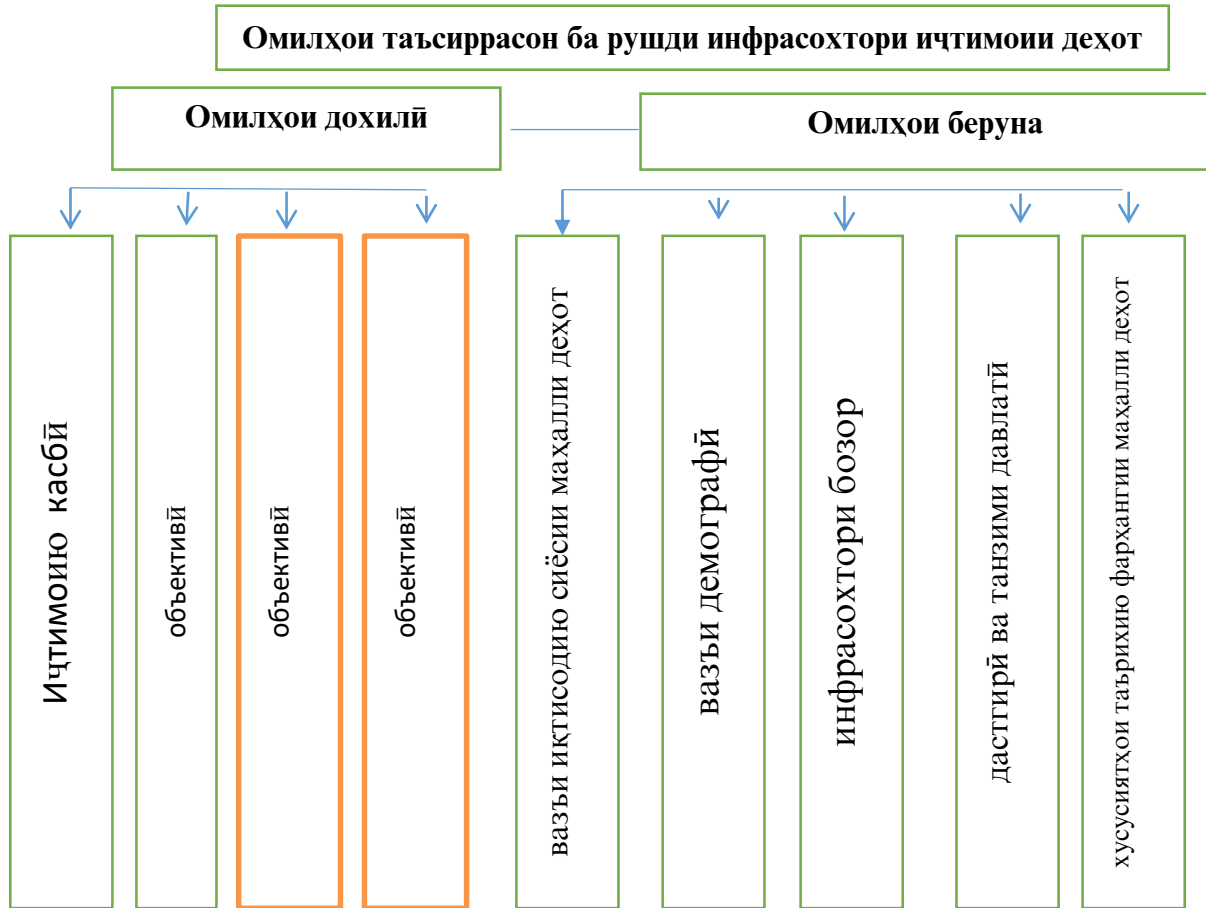 Омилҳои таъсиррасон ба рушди инфрасохтори иҷтимоии деҳот
Омилҳои дохилӣ
Омилҳои беруна
Иҷтимоию касбӣ
объективӣ
объективӣ
объективӣ
вазъи иқтисодию сиёсии маҳалли деҳот
вазъи демографӣ
инфрасохтори бозор
дастгирӣ ва танзими давлатӣ
хусусиятҳои таърихию фарҳангии маҳалли деҳот